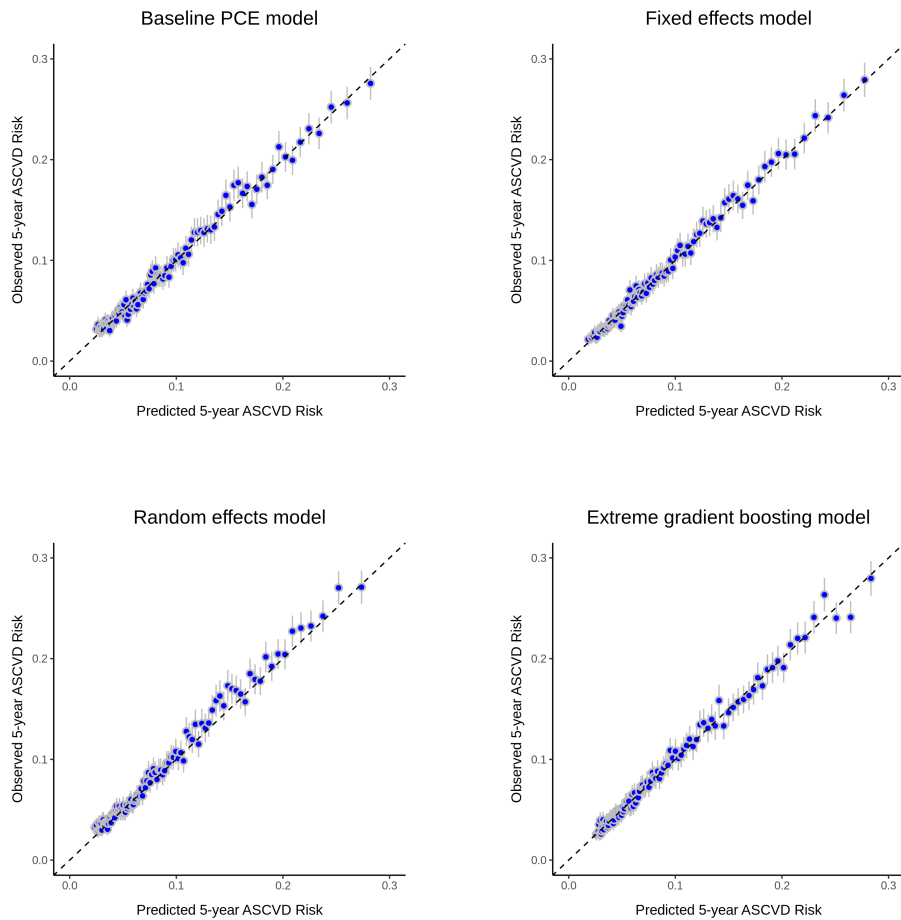 Baseline PCE model
0.3
0.2
0.1
0.0
Observed 5-year ASCVD Risk
0.0 0.1 0.2 0.3
Predicted 5-year ASCVD Risk
Fixed effects model
0.3
0.2
0.1
0.0
Observed 5-year ASCVD Risk
0.0 0.1 0.2 0.3
Predicted 5-year ASCVD Risk
Random effects model
0.3
0.2
0.1
0.0
Observed 5-year ASCVD Risk
0.0 0.1 0.2 0.3
Predicted 5-year ASCVD Risk
Extreme gradient boosting model
0.3
0.2
0.1
0.0
Observed 5-year ASCVD Risk
0.0 0.1 0.2 0.3
Predicted 5-year ASCVD Risk